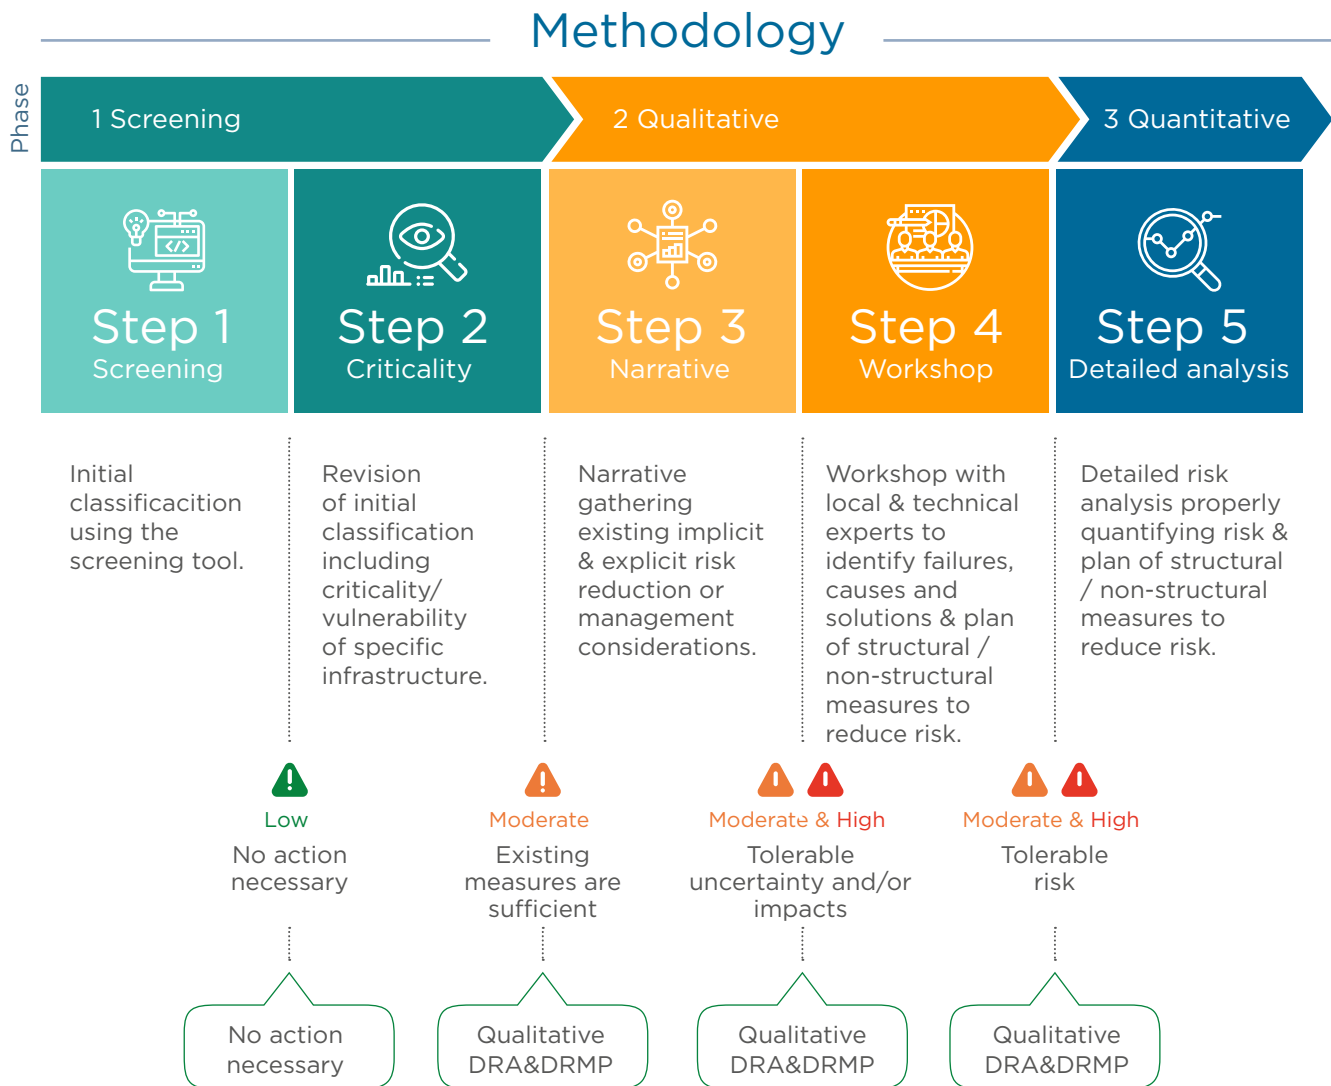 Methodology
Phase
1 Screening
2 Qualitative
3 Quantitative
Step 1
Screening
Step 2
Criticality
Step 3
Narrative
Step 4
Workshop
Step 5
Detailed analysis
Initial
classificacition
using the
screening tool.
Revision
of initial
classification
including
criticality/
vulnerability
of specific
infrastructure.
Narrative
gathering
existing implicit
& explicit risk
reduction or
management
considerations.
Workshop with
local & technical
experts to
identify failures,
causes and
solutions & plan
of structural /
non-structural
measures to
reduce risk.
Detailed risk
analysis properly
quantifying risk &
plan of structural
/ non-structural
measures to
reduce risk.
Low
No action
necessary
Moderate
Existing
measures are
sufficient
Moderate & High
Tolerable
uncertainty and/or
impacts
Moderate & High
Tolerable
risk
No action
necessary
Qualitative
DRA&DRMP
Qualitative
DRA&DRMP
Qualitative
DRA&DRMP